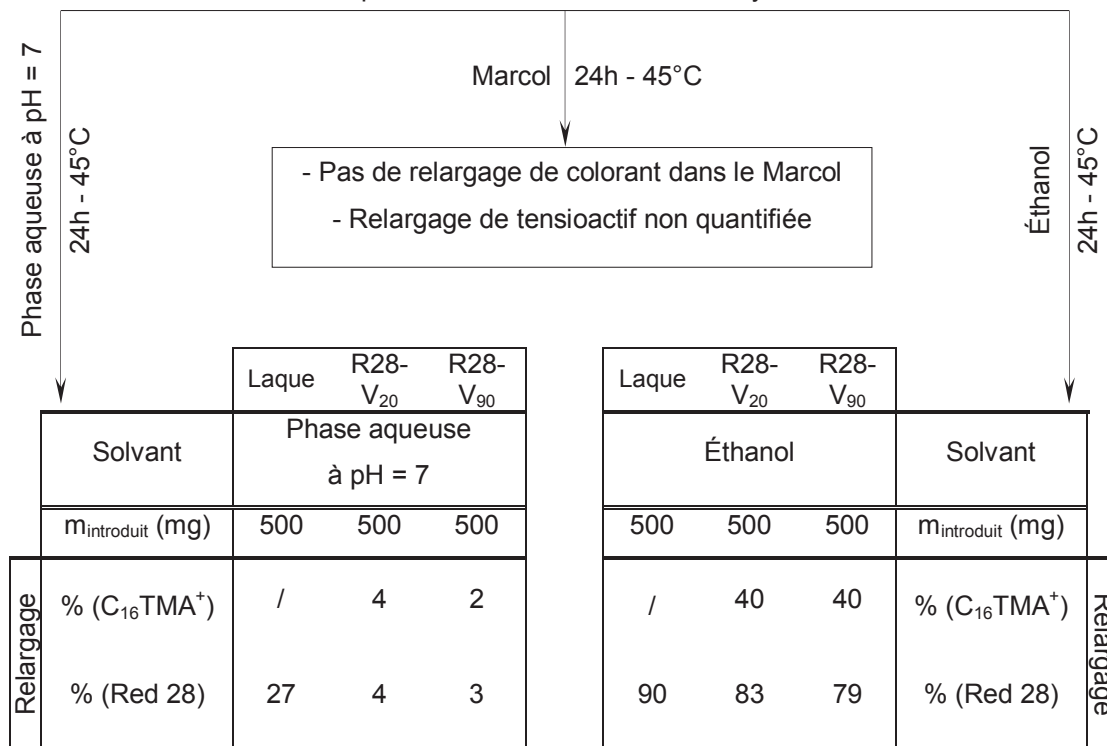 Phase aqueuse à pH = 7
24h - 45°C
Marcol 24h - 45°C
Éthanol
24h - 45°C
- Pas de relargage de colorant dans le Marcol
- Relargage de tensioactif non quantifiée
Laque R28-V20 R28-V90
Solvant Phase aqueuse à pH = 7
mintroduit (mg) 500 500 500
Relargage
% (C16TMA+) / 4 2
% (Red 28) 27 4 3
Laque R28-V20 R28-V90
Éthanol Solvant
500 500 500 mintroduit (mg)
/ 40 40 % (C16TMA+)
90 83 79 % (Red 28)
Relargage